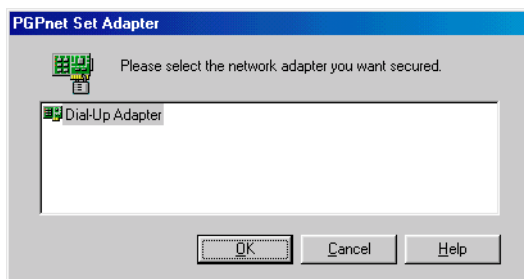 PGPnet Set Adapter
Please select the network adapter you want secured.
Dial-Up Adapter
OK Cancel Help